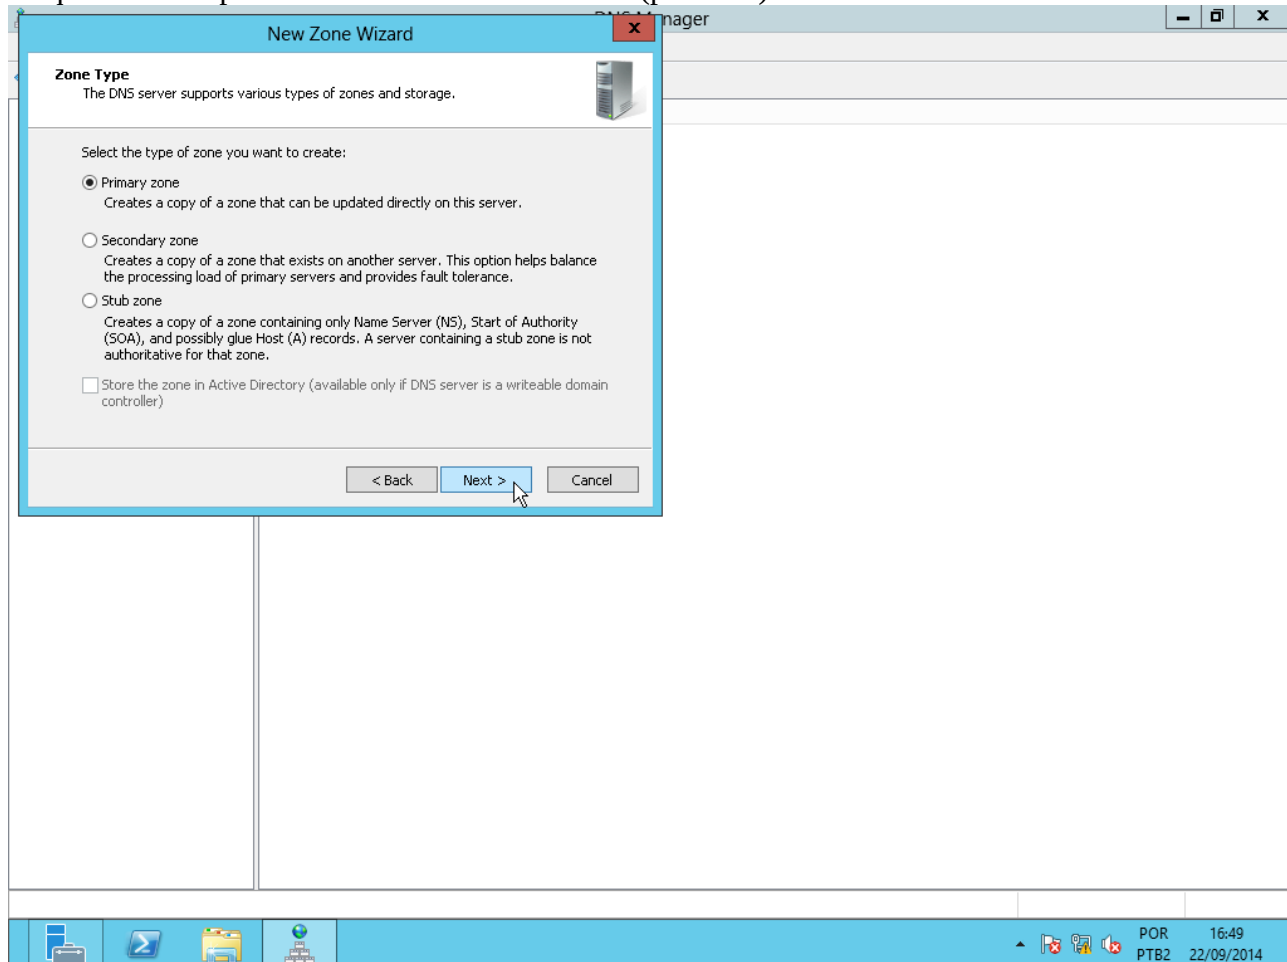 DNS Manager
New Zone Wizard
Zone Type
The DNS server supports various types of zones and storage.
Select the type of zone you want to create:
Primary zone
Creates a copy of a zone that can be updated directly on this server.
Secondary zone
Creates a copy of a zone that exists on another server. This option helps balance
the processing load of primary servers and provides fault tolerance.
Stub zone
Creates a copy of a zone containing only Name Server (NS), Start of Authority
(SOA), and possibly glue Host (A) records. A server containing a stub zone is not
authoritative for that zone.
Store the zone in Active Directory (available only if DNS server is a writeable domain
controller)
< Back Next > Cancel
POR 16:49
PTB2 22/09/2014